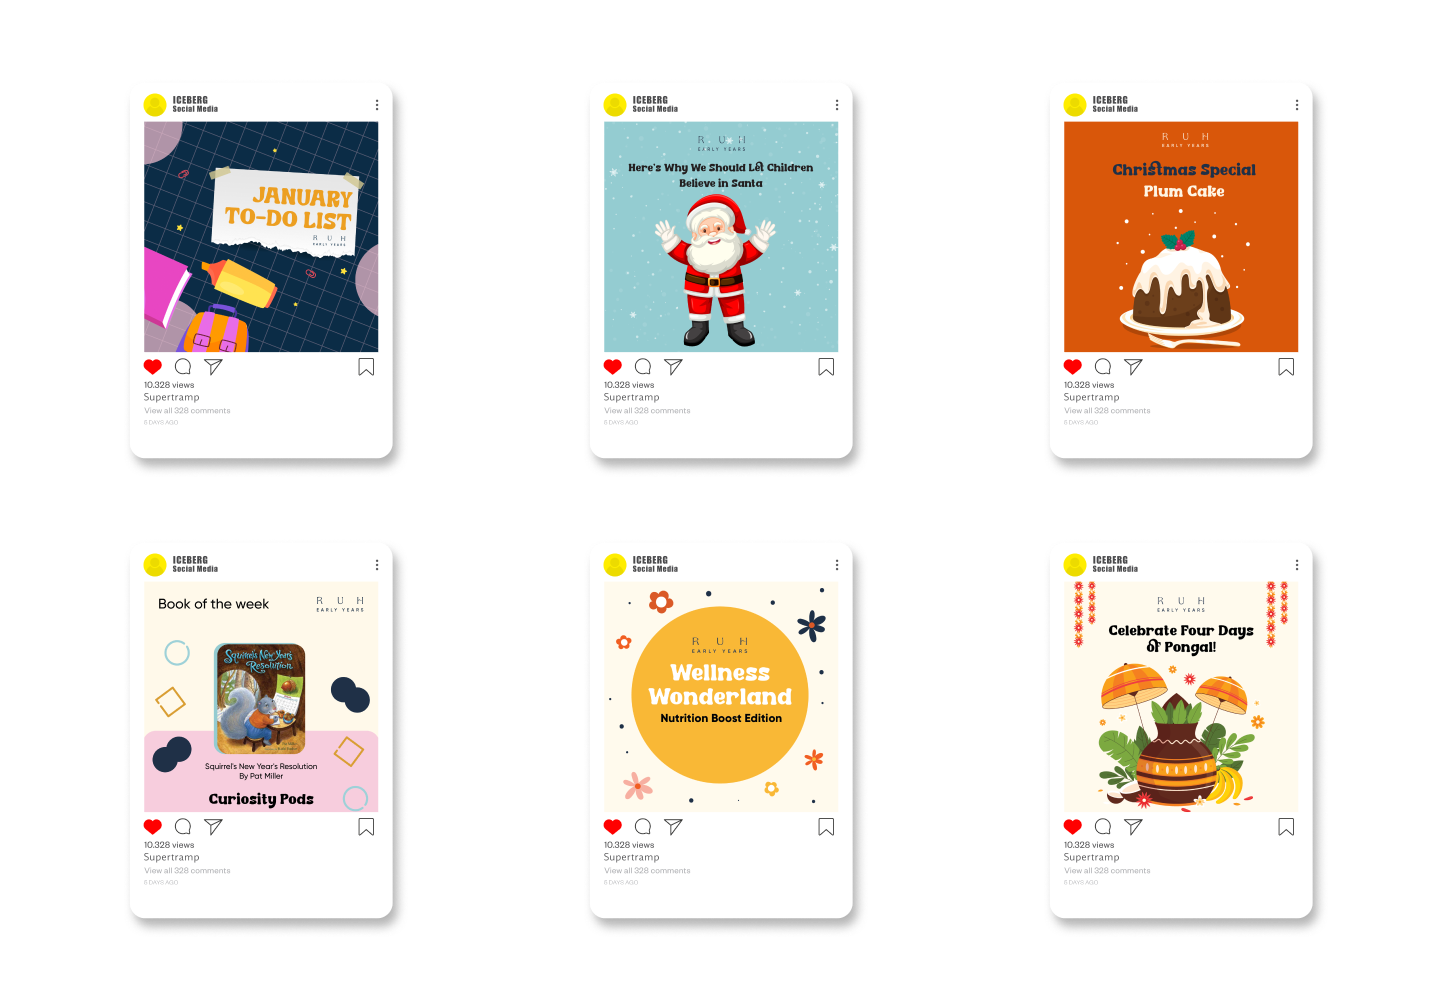 ICEBERG
Social Media
JANUARY
TO-DO LIST
R U H
EARLY YEARS
10.328 views
Supertramp
View all 328 comments
6 DAYS AGO
ICEBERG
Social Media
R U H
EARLY YEARS
Here's Why We Should Let Children
Believe in Santa
10.328 views
Supertramp
View all 328 comments
6 DAYS AGO
ICEBERG
Social Media
R U H
EARLY YEARS
Christmas Special
Plum Cake
10.328 views
Supertramp
View all 328 comments
6 DAYS AGO
ICEBERG
Social Media
Book of the week
R U H
EARLY YEARS
Squirrel's New Year's
Resolution
Squirrel's New Year's Resolution
By Pat Miller
Curiosity Pods
10.328 views
Supertramp
View all 328 comments
6 DAYS AGO
ICEBERG
Social Media
R U H
EARLY YEARS
Wellness
Wonderland
Nutrition Boost Edition
10.328 views
Supertramp
View all 328 comments
6 DAYS AGO
ICEBERG
Social Media
R U H
EARLY YEARS
Celebrate Four Days
of Pongal!
10.328 views
Supertramp
View all 328 comments
6 DAYS AGO